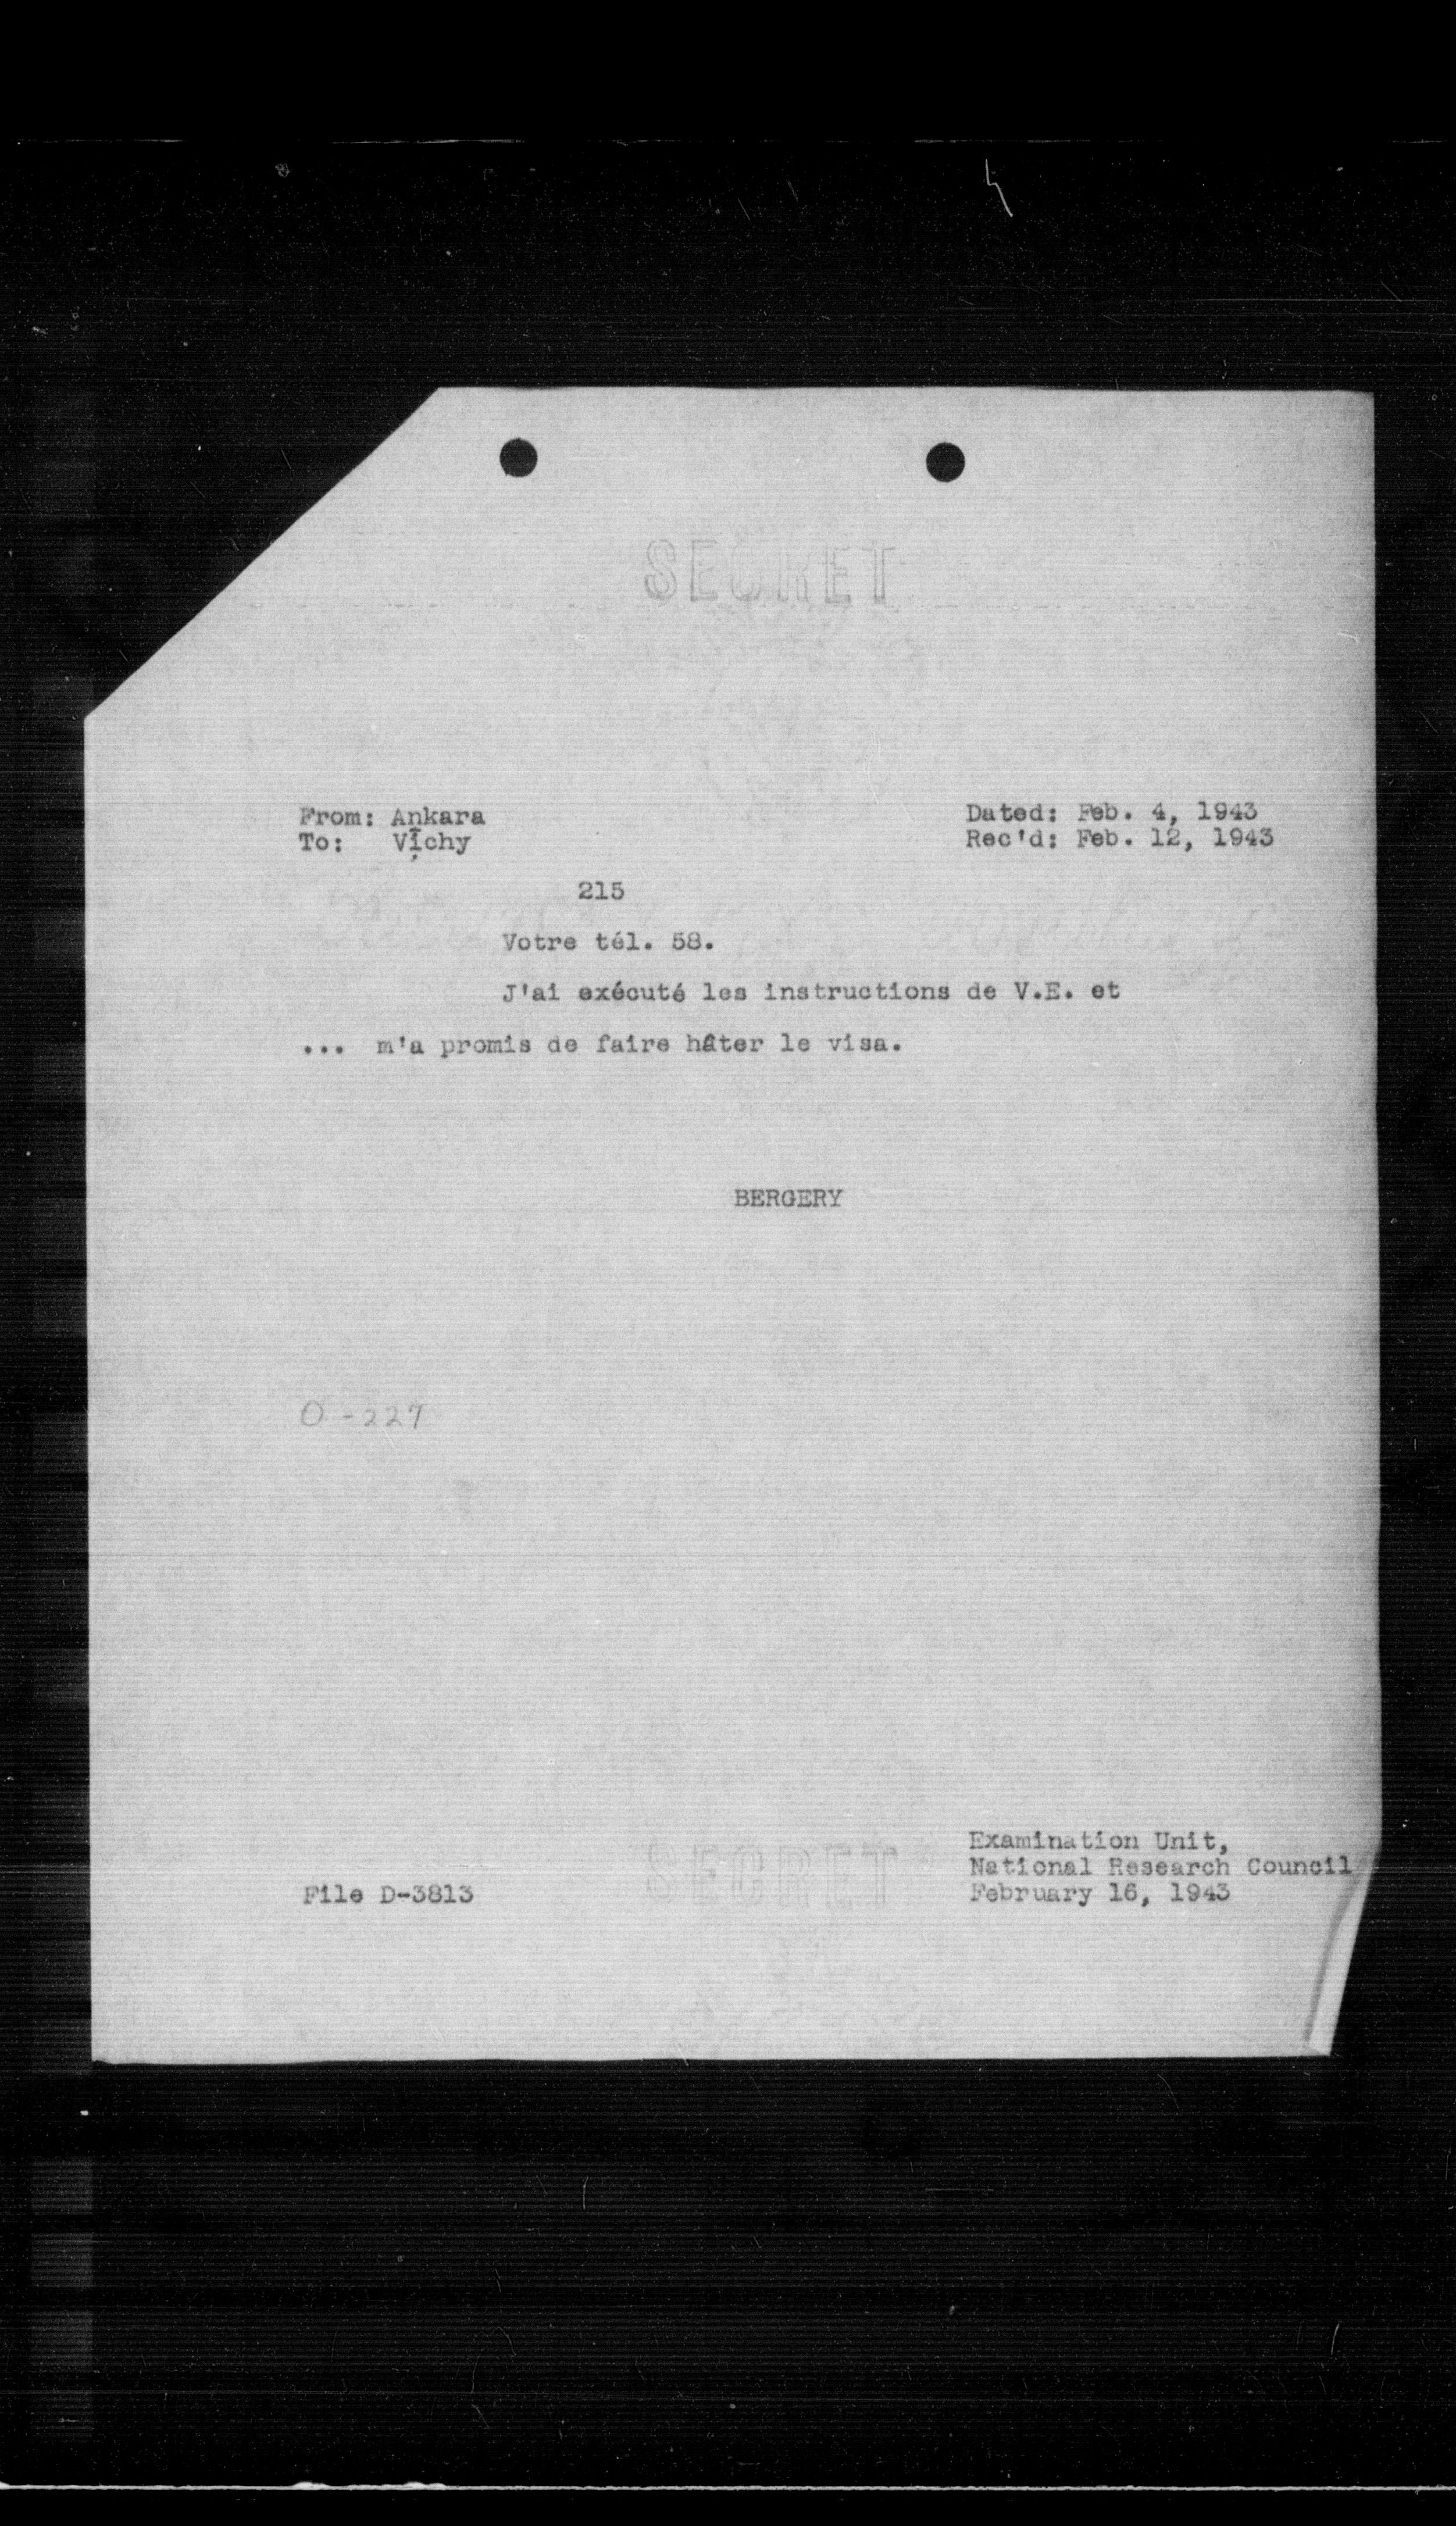 SECRET
From: Ankara
To: Vichy
Dated: Feb. 4, 1943
Rec'd: Feb. 12, 1943
215
Votre tél. 58.
J'ai exécuté les instructions de V.E. et
... m'a promis de faire hâter le visa.
BERGERY
O-227
SECRET
Examination Unit,
National Research Council
February 16, 1943
File D-3813